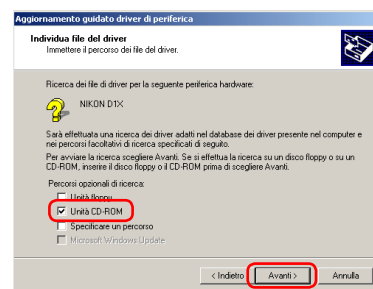 Aggiornamento guidato driver di periferica
Individua file del driver
Immettere il percorso dei file del driver.
Ricerca dei file di driver per la seguente periferica hardware:
NIKON D1X
Sarà effettuata una ricerca dei driver adatti nel database dei driver presente nel computer e
nei percorsi facoltativi di ricerca specificati di seguito.
Per avviare la ricerca scegliere Avanti. Se si effettua la ricerca su un disco floppy o su un
CD-ROM, inserire il disco floppy o il CD-ROM prima di scegliere Avanti.
Percorsi opzionali di ricerca:
Unità floppy
Unità CD-ROM
Specificare un percorso
Microsoft Windows Update
< Indietro Avanti > Annulla